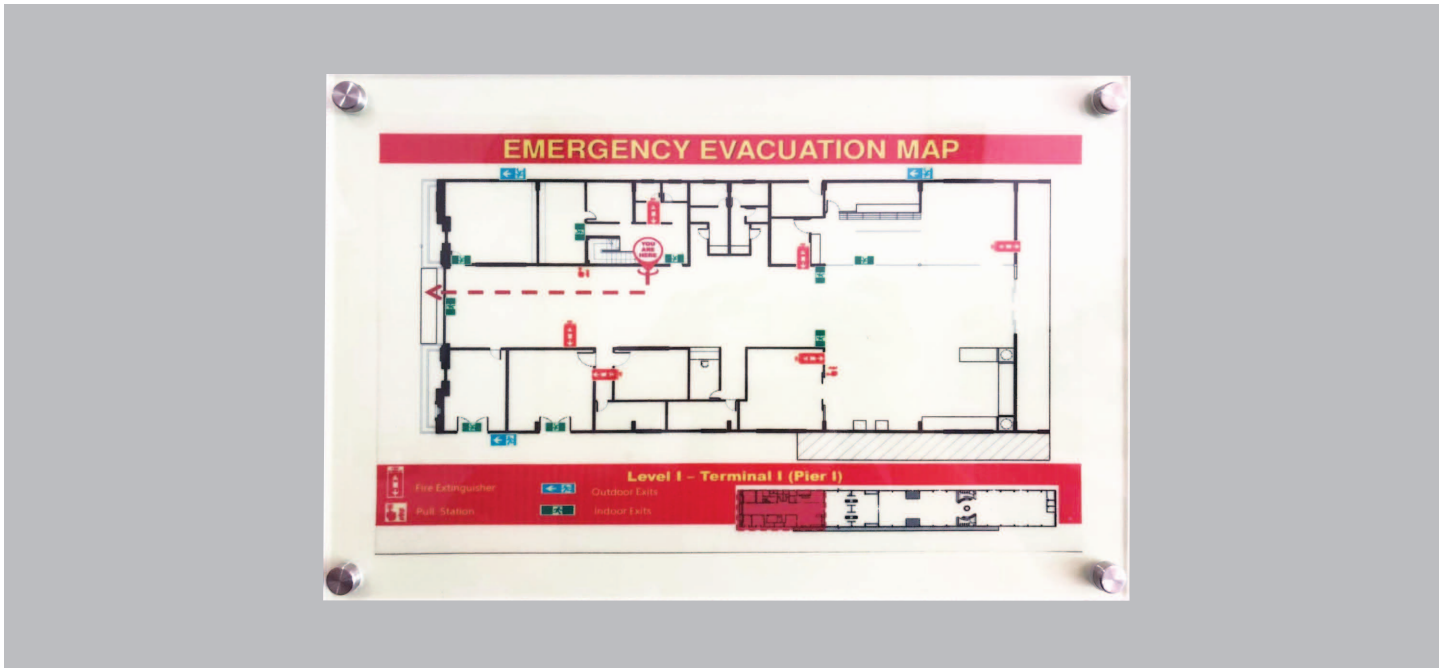 EMERGENCY EVACUATION MAP
YOU
ARE
HERE
Level I – Terminal I (Pier I)
Fire Extinguisher
Outdoor Exits
Pull Station
Indoor Exits